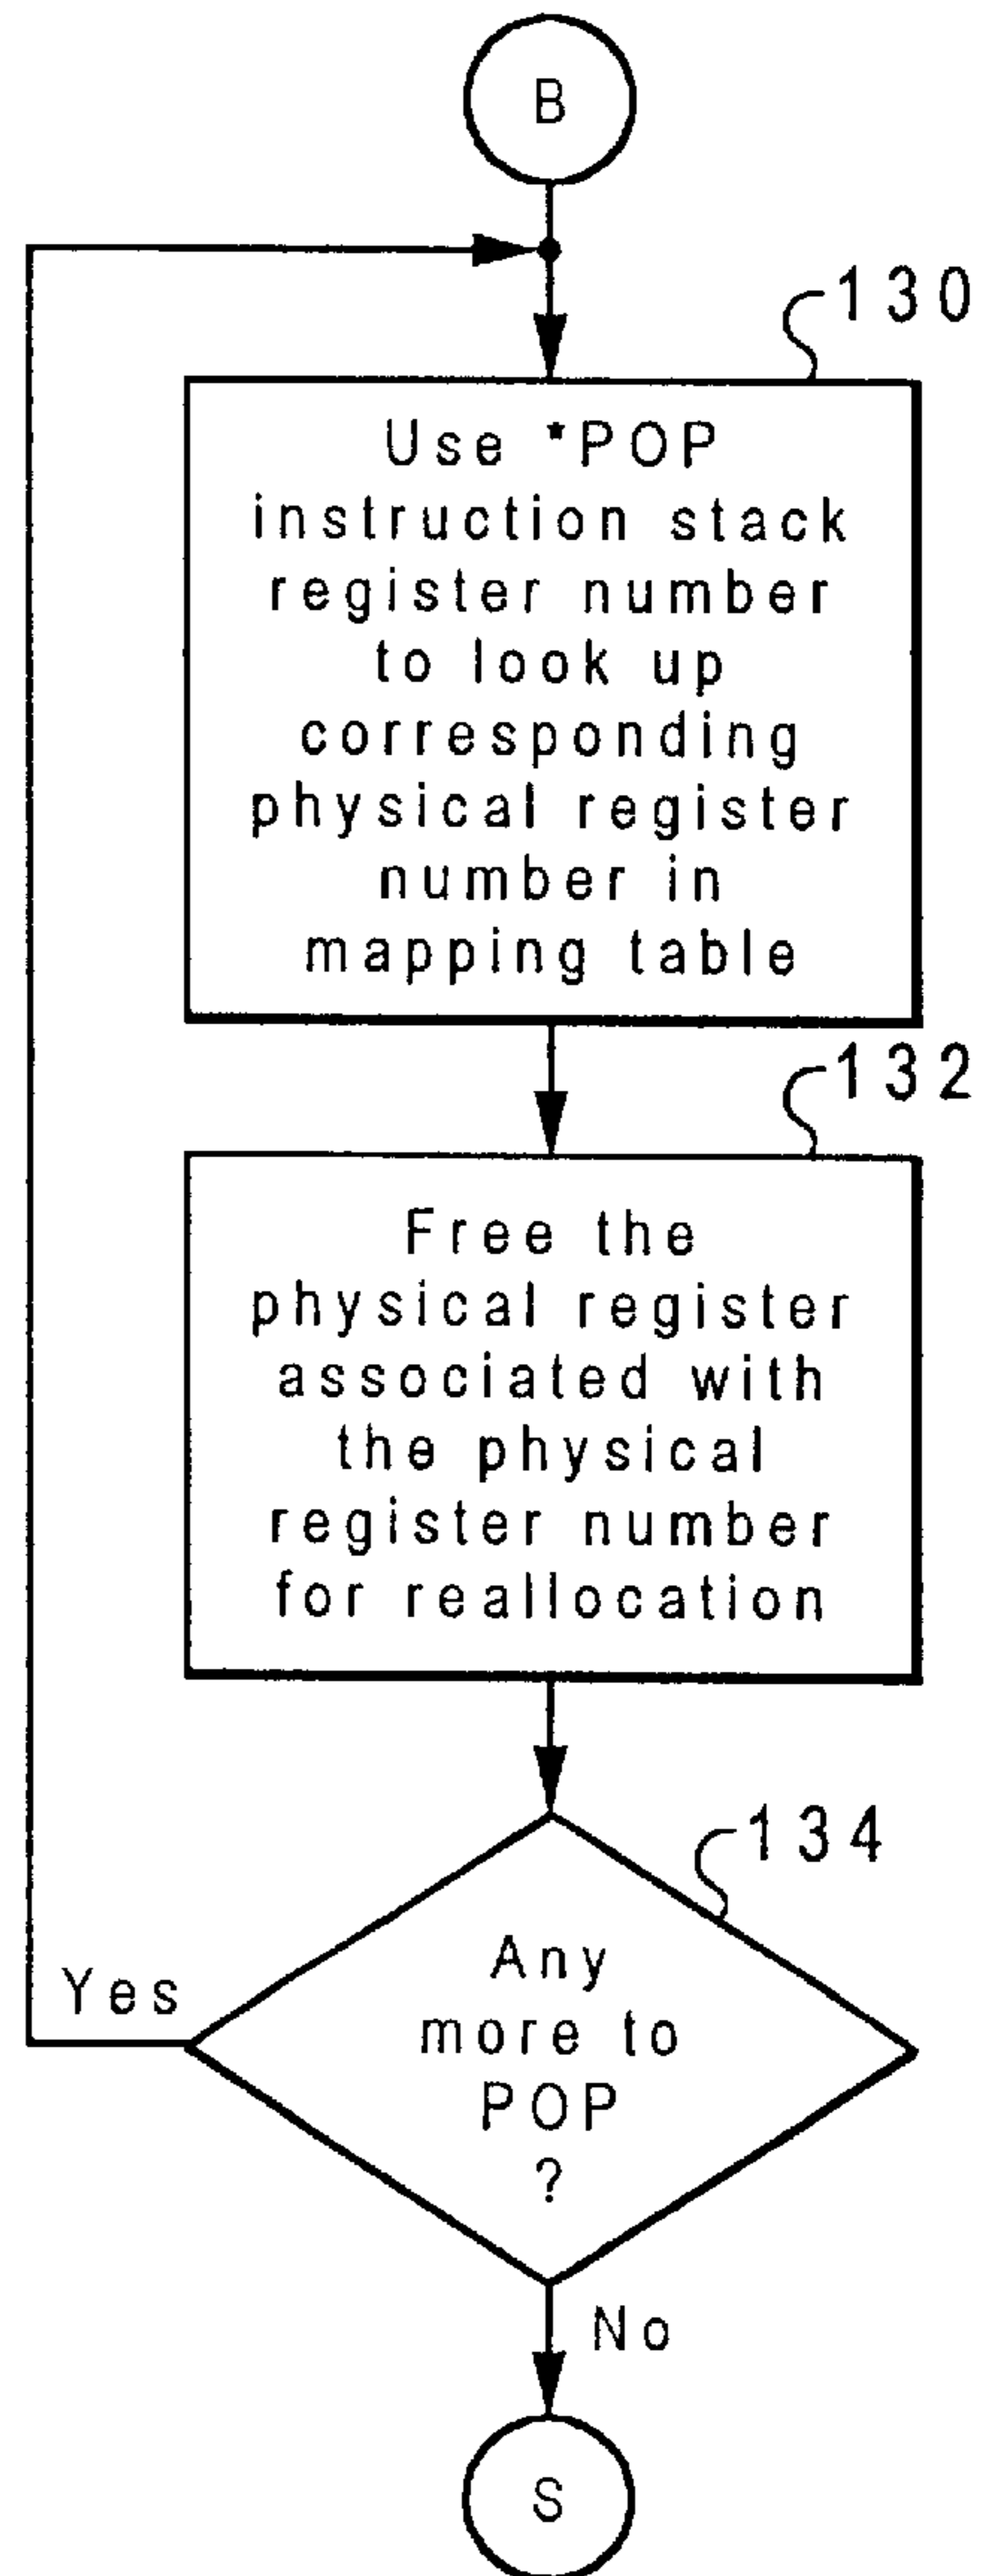 B
130
Use *POP
instruction stack
register number
to look up
corresponding
physical register
number in
mapping table
132
Free the
physical register
associated with
the physical
register number
for reallocation
134
Any
more to
POP
?
Yes
No
S